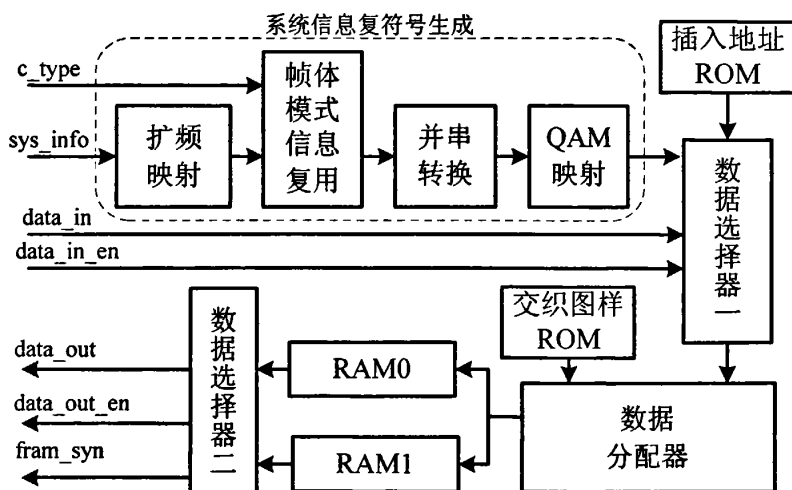 系统信息复符号生成
插入地址
ROM
c_type
帧体
模式
信息
复用
sys_info
扩频
映射
并串
转换
QAM
映射
数据选择器一
data_in
data_in_en
交织图样
ROM
数据选择器二
data_out
RAM0
data_out_en
数据
分配器
fram_syn
RAM1